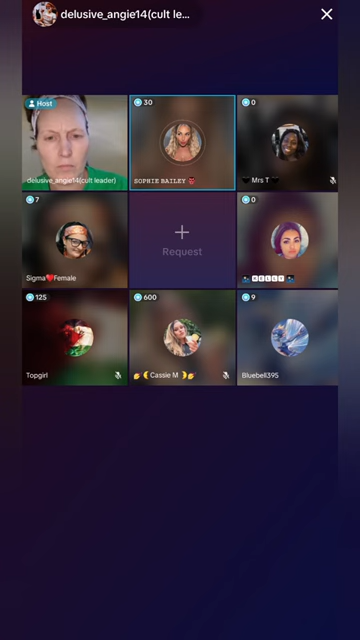 delusive_angie14(cult le...
Host
30
0
delusive_angie14(cult leader)
SOPHIE BAILEY
Mrs T
7
0
Sigma❤️Female
Request
KELLY
125
600
9
Topgirl
Cassie M
Bluebell395